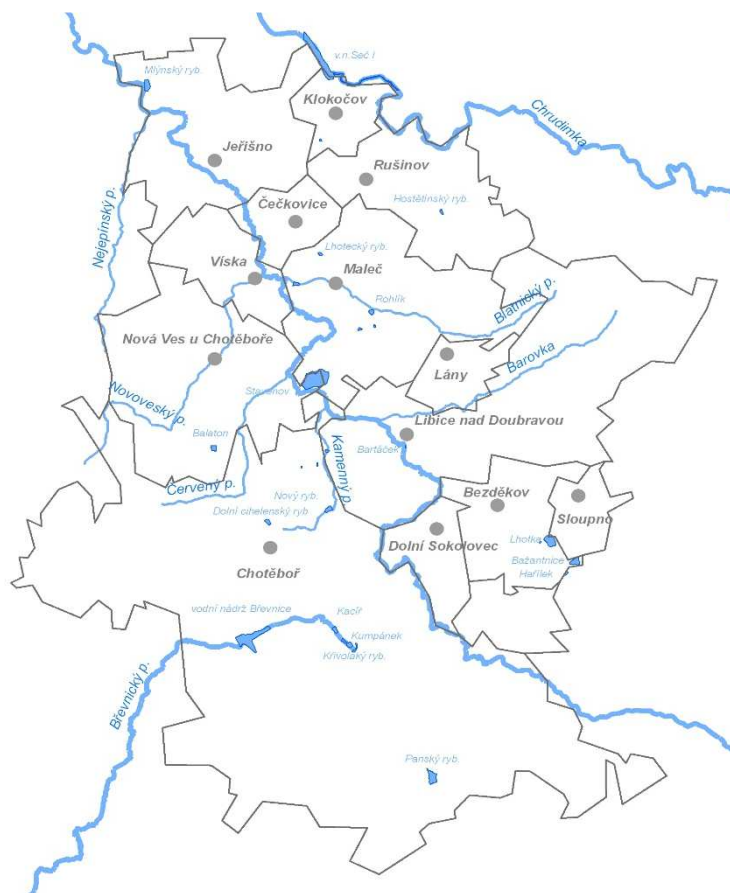 v.n.Seč I
Mlýnský ryb.
Klokočov
Chrudimka
Jeřišno
Rušinov
Hostětínský ryb.
Čečkovice
Nejepínský p.
Lhotecký ryb.
Víska
Maleč
Rohlík
Blatnický p.
Nová Ves u Chotěboře
Lány
Barovka
Novoveský p.
Stavenov
Libice nad Doubravou
Balaton
Kamenný p.
Bartáček
Červený p.
Nový ryb.
Bezděkov
Sloupno
Dolní cihelenský ryb.
Dolní Sokolovec
Lhotka
Bažantnice
Chotěboř
Hařilek
vodní nádrž Břevnice
Kacíř
Kumpánek
Křivolaký ryb.
Břevnický p.
Panský ryb.